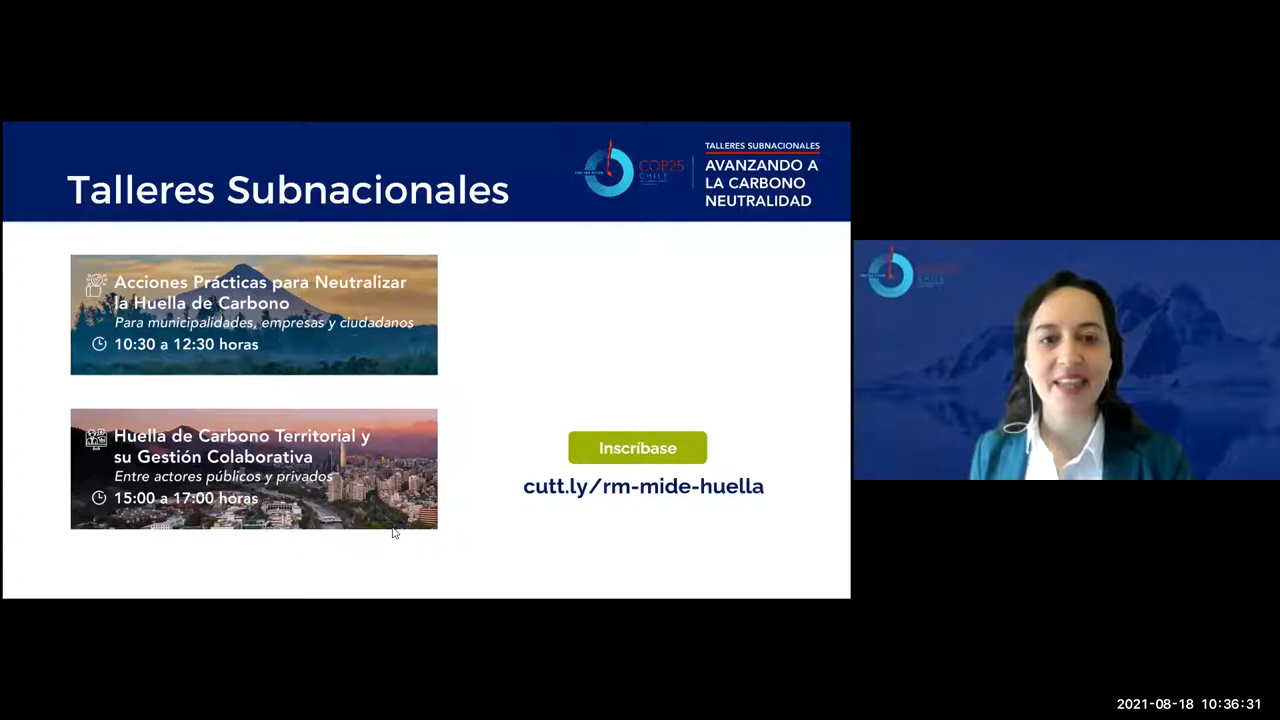 Talleres Subnacionales
COP25
CHILE
TALLERES SUBNACIONALES
AVANZANDO A
LA CARBONO
NEUTRALIDAD
Acciones Prácticas para Neutralizar
la Huella de Carbono
Para municipalidades, empresas y ciudadanos
10:30 a 12:30 horas
Huella de Carbono Territorial y
su Gestión Colaborativa
Entre actores públicos y privados
15:00 a 17:00 horas
Inscríbase
cutt.ly/rm-mide-huella
2021-08-18 10:36:31